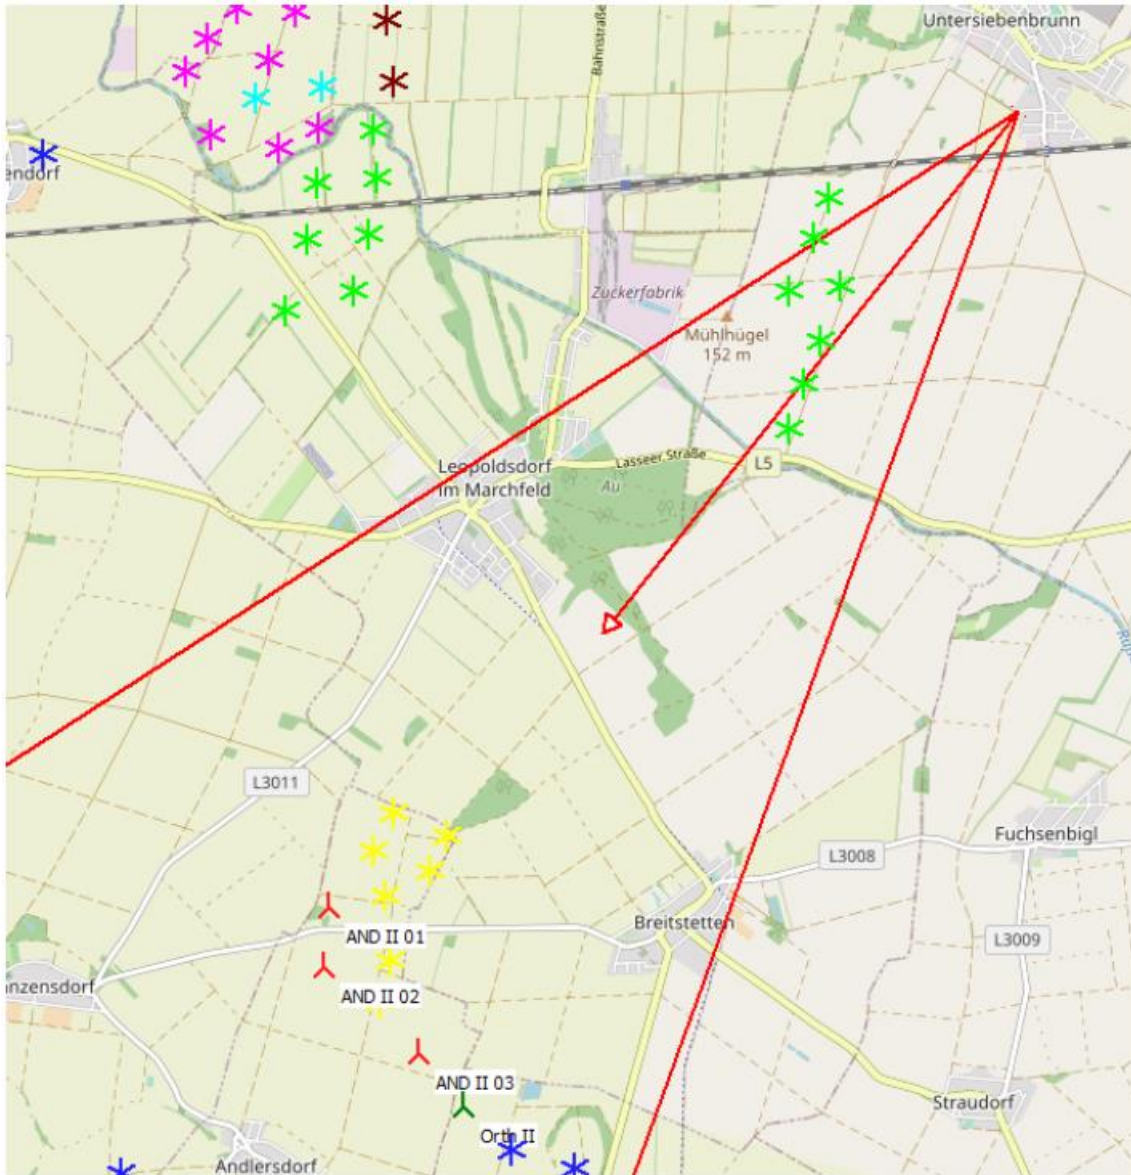 Untersiebenbrunn
Bahnstraße
endorf
Zuckerfabrik
Mühlhügel
152 m
Leopoldsdorf
im Marchfeld
Lasseer Straße
L5
Au
L3011
Fuchsenbigl
L3008
Breitstetten
AND II 01
L3009
anzensdorf
AND II 02
AND II 03
Straudorf
Orth II
Andlersdorf